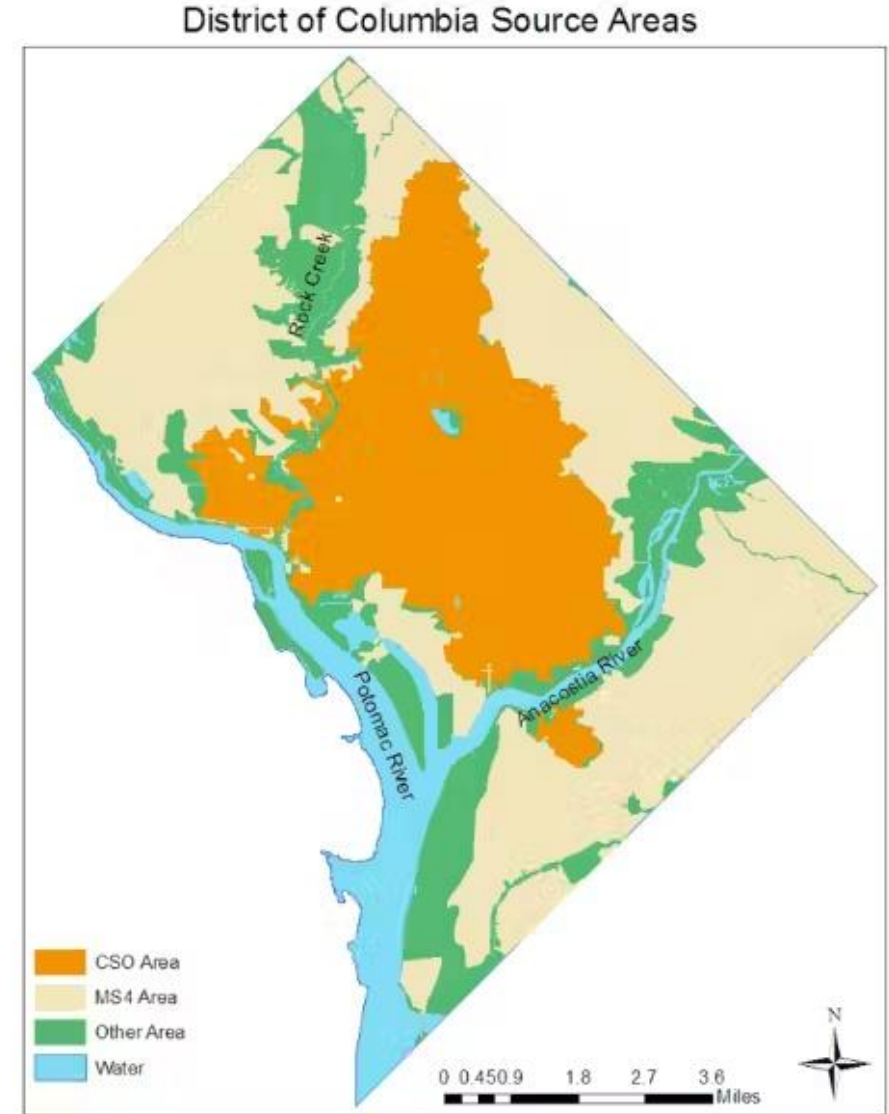 District of Columbia Source Areas
Rock Creek
Potomac River
Anacostia River
CSO Area
MS4 Area
Other Area
Water
N
0 0.450.9 1.8 2.7 3.6
Miles